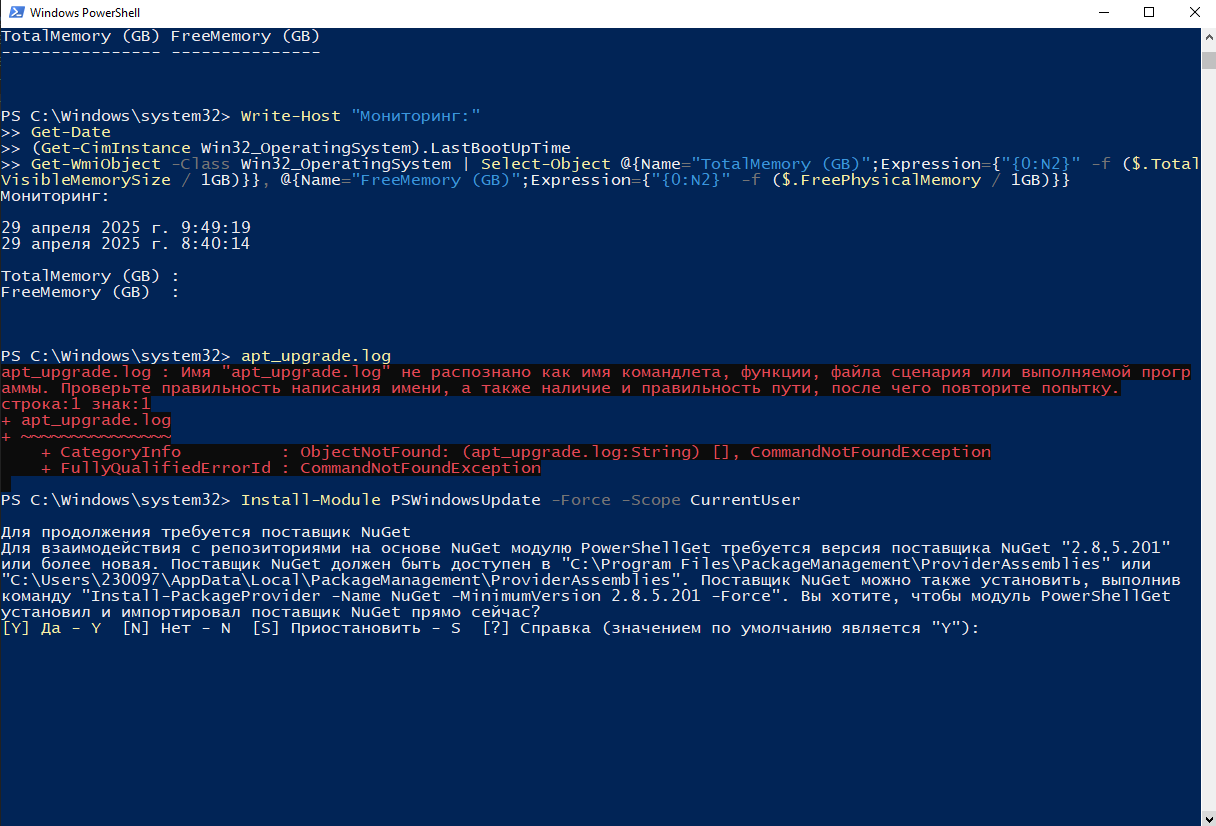 Windows PowerShell
TotalMemory (GB) FreeMemory (GB)
---------------- ---------------
PS C:\Windows\system32> Write-Host "Мониторинг:"
>> Get-Date
>> (Get-CimInstance Win32_OperatingSystem).LastBootUpTime
>> Get-WmiObject -Class Win32_OperatingSystem | Select-Object @{Name="TotalMemory (GB)";Expression={"{0:N2}" -f ($.Total
VisibleMemorySize / 1GB)}}, @{Name="FreeMemory (GB)";Expression={"{0:N2}" -f ($.FreePhysicalMemory / 1GB)}}
Мониторинг:
29 апреля 2025 г. 9:49:19
29 апреля 2025 г. 8:40:14
TotalMemory (GB) :
FreeMemory (GB)  :
PS C:\Windows\system32> apt_upgrade.log
apt_upgrade.log : Имя "apt_upgrade.log" не распознано как имя командлета, функции, файла сценария или выполняемой прогр
аммы. Проверьте правильность написания имени, а также наличие и правильность пути, после чего повторите попытку.
строка:1 знак:1
+ apt_upgrade.log
+ ~~~~~~~~~~~~~~~
    + CategoryInfo          : ObjectNotFound: (apt_upgrade.log:String) [], CommandNotFoundException
    + FullyQualifiedErrorId : CommandNotFoundException
PS C:\Windows\system32> Install-Module PSWindowsUpdate -Force -Scope CurrentUser
Для продолжения требуется поставщик NuGet
Для взаимодействия с репозиториями на основе NuGet модулю PowerShellGet требуется версия поставщика NuGet "2.8.5.201"
или более новая. Поставщик NuGet должен быть доступен в "C:\Program Files\PackageManagement\ProviderAssemblies" или
"C:\Users\230097\AppData\Local\PackageManagement\ProviderAssemblies". Поставщик NuGet можно также установить, выполнив
команду "Install-PackageProvider -Name NuGet -MinimumVersion 2.8.5.201 -Force". Вы хотите, чтобы модуль PowerShellGet
установил и импортировал поставщик NuGet прямо сейчас?
[Y] Да - Y  [N] Нет - N  [S] Приостановить - S  [?] Справка (значением по умолчанию является "Y"):